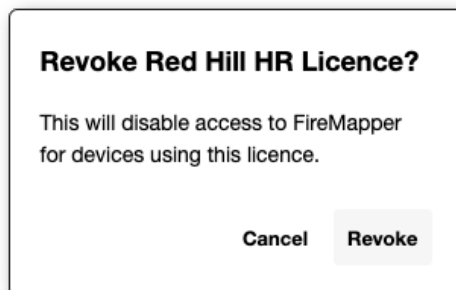 Revoke Red Hill HR Licence?
This will disable access to FireMapper
for devices using this licence.
Cancel Revoke